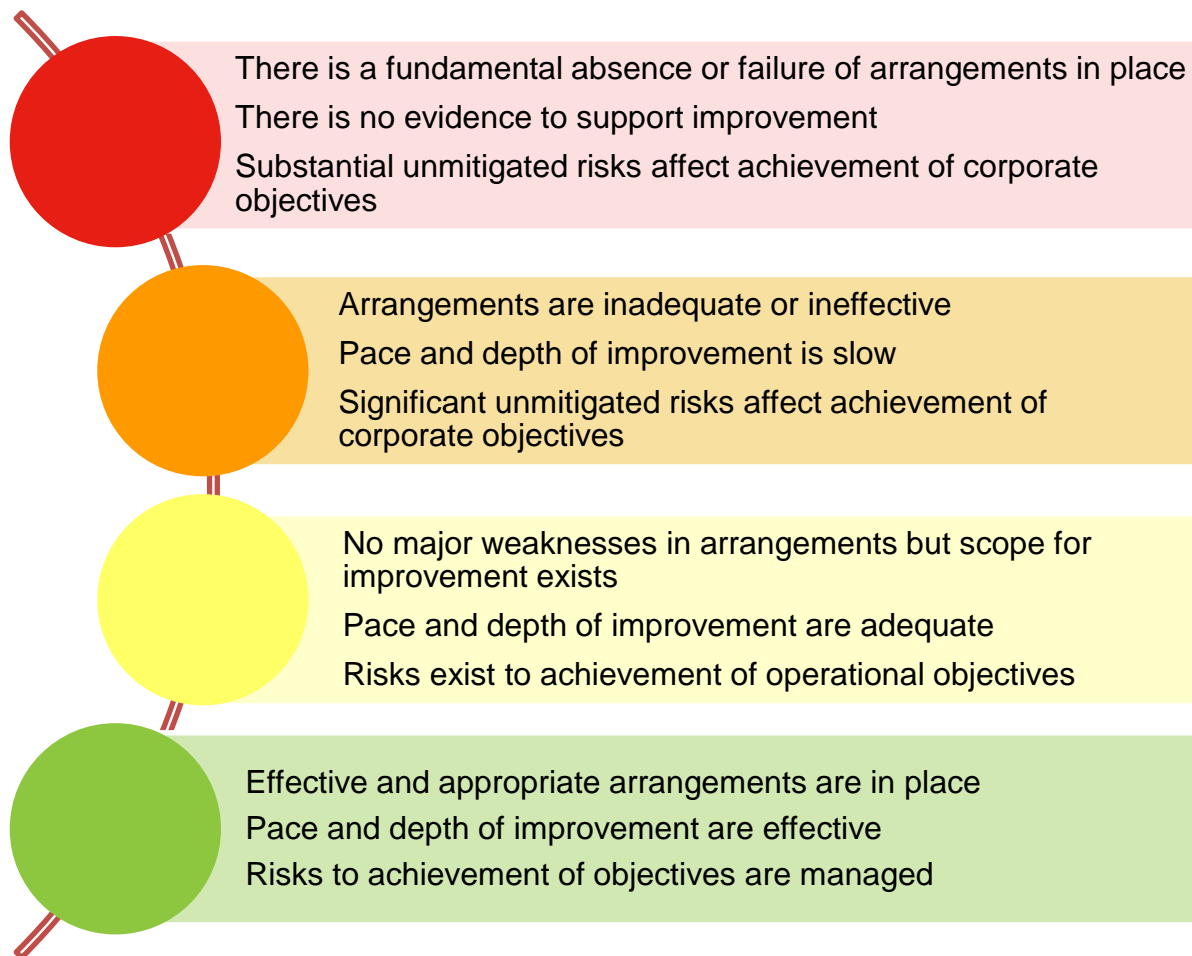 There is a fundamental absence or failure of arrangements in place
There is no evidence to support improvement
Substantial unmitigated risks affect achievement of corporate
objectives
Arrangements are inadequate or ineffective
Pace and depth of improvement is slow
Significant unmitigated risks affect achievement of
corporate objectives
No major weaknesses in arrangements but scope for
improvement exists
Pace and depth of improvement are adequate
Risks exist to achievement of operational objectives
Effective and appropriate arrangements are in place
Pace and depth of improvement are effective
Risks to achievement of objectives are managed